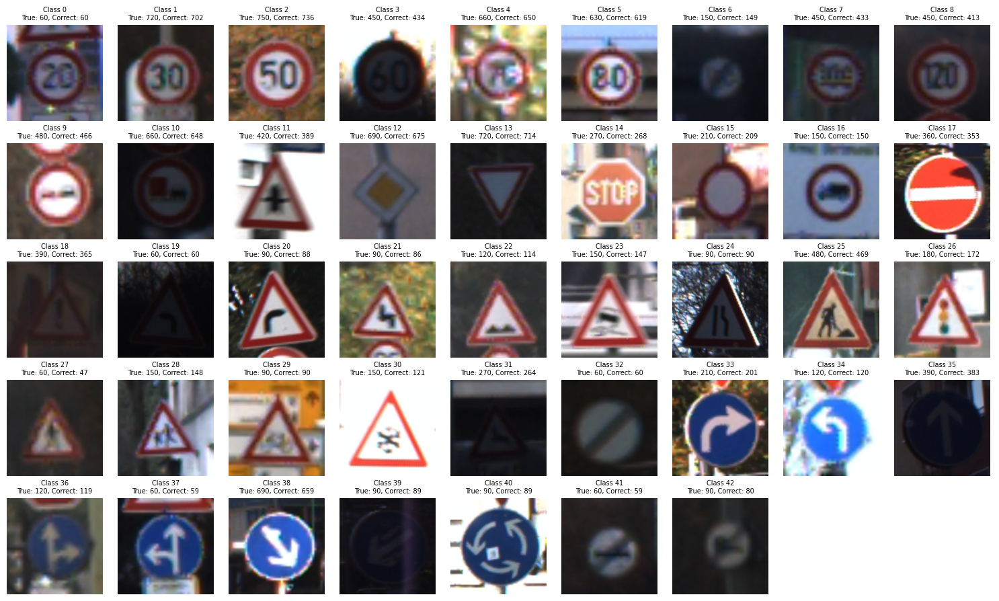 Class 0
True: 60, Correct: 60
Class 1
True: 720, Correct: 702
Class 2
True: 750, Correct: 736
Class 3
True: 450, Correct: 434
Class 4
True: 660, Correct: 650
Class 5
True: 630, Correct: 619
Class 6
True: 150, Correct: 149
Class 7
True: 450, Correct: 433
Class 8
True: 450, Correct: 413
20
30
50
60
80
120
Class 9
True: 480, Correct: 466
Class 10
True: 660, Correct: 648
Class 11
True: 420, Correct: 389
Class 12
True: 690, Correct: 675
Class 13
True: 720, Correct: 714
Class 14
True: 270, Correct: 268
Class 15
True: 210, Correct: 209
Class 16
True: 150, Correct: 150
Class 17
True: 360, Correct: 353
STOP
Class 18
True: 390, Correct: 365
Class 19
True: 60, Correct: 60
Class 20
True: 90, Correct: 88
Class 21
True: 90, Correct: 86
Class 22
True: 120, Correct: 114
Class 23
True: 150, Correct: 147
Class 24
True: 90, Correct: 90
Class 25
True: 480, Correct: 469
Class 26
True: 180, Correct: 172
Class 27
True: 60, Correct: 47
Class 28
True: 150, Correct: 148
Class 29
True: 90, Correct: 90
Class 30
True: 150, Correct: 121
Class 31
True: 270, Correct: 264
Class 32
True: 60, Correct: 60
Class 33
True: 210, Correct: 201
Class 34
True: 120, Correct: 120
Class 35
True: 390, Correct: 383
Class 36
True: 120, Correct: 119
Class 37
True: 60, Correct: 59
Class 38
True: 690, Correct: 659
Class 39
True: 90, Correct: 89
Class 40
True: 90, Correct: 89
Class 41
True: 60, Correct: 59
Class 42
True: 90, Correct: 80